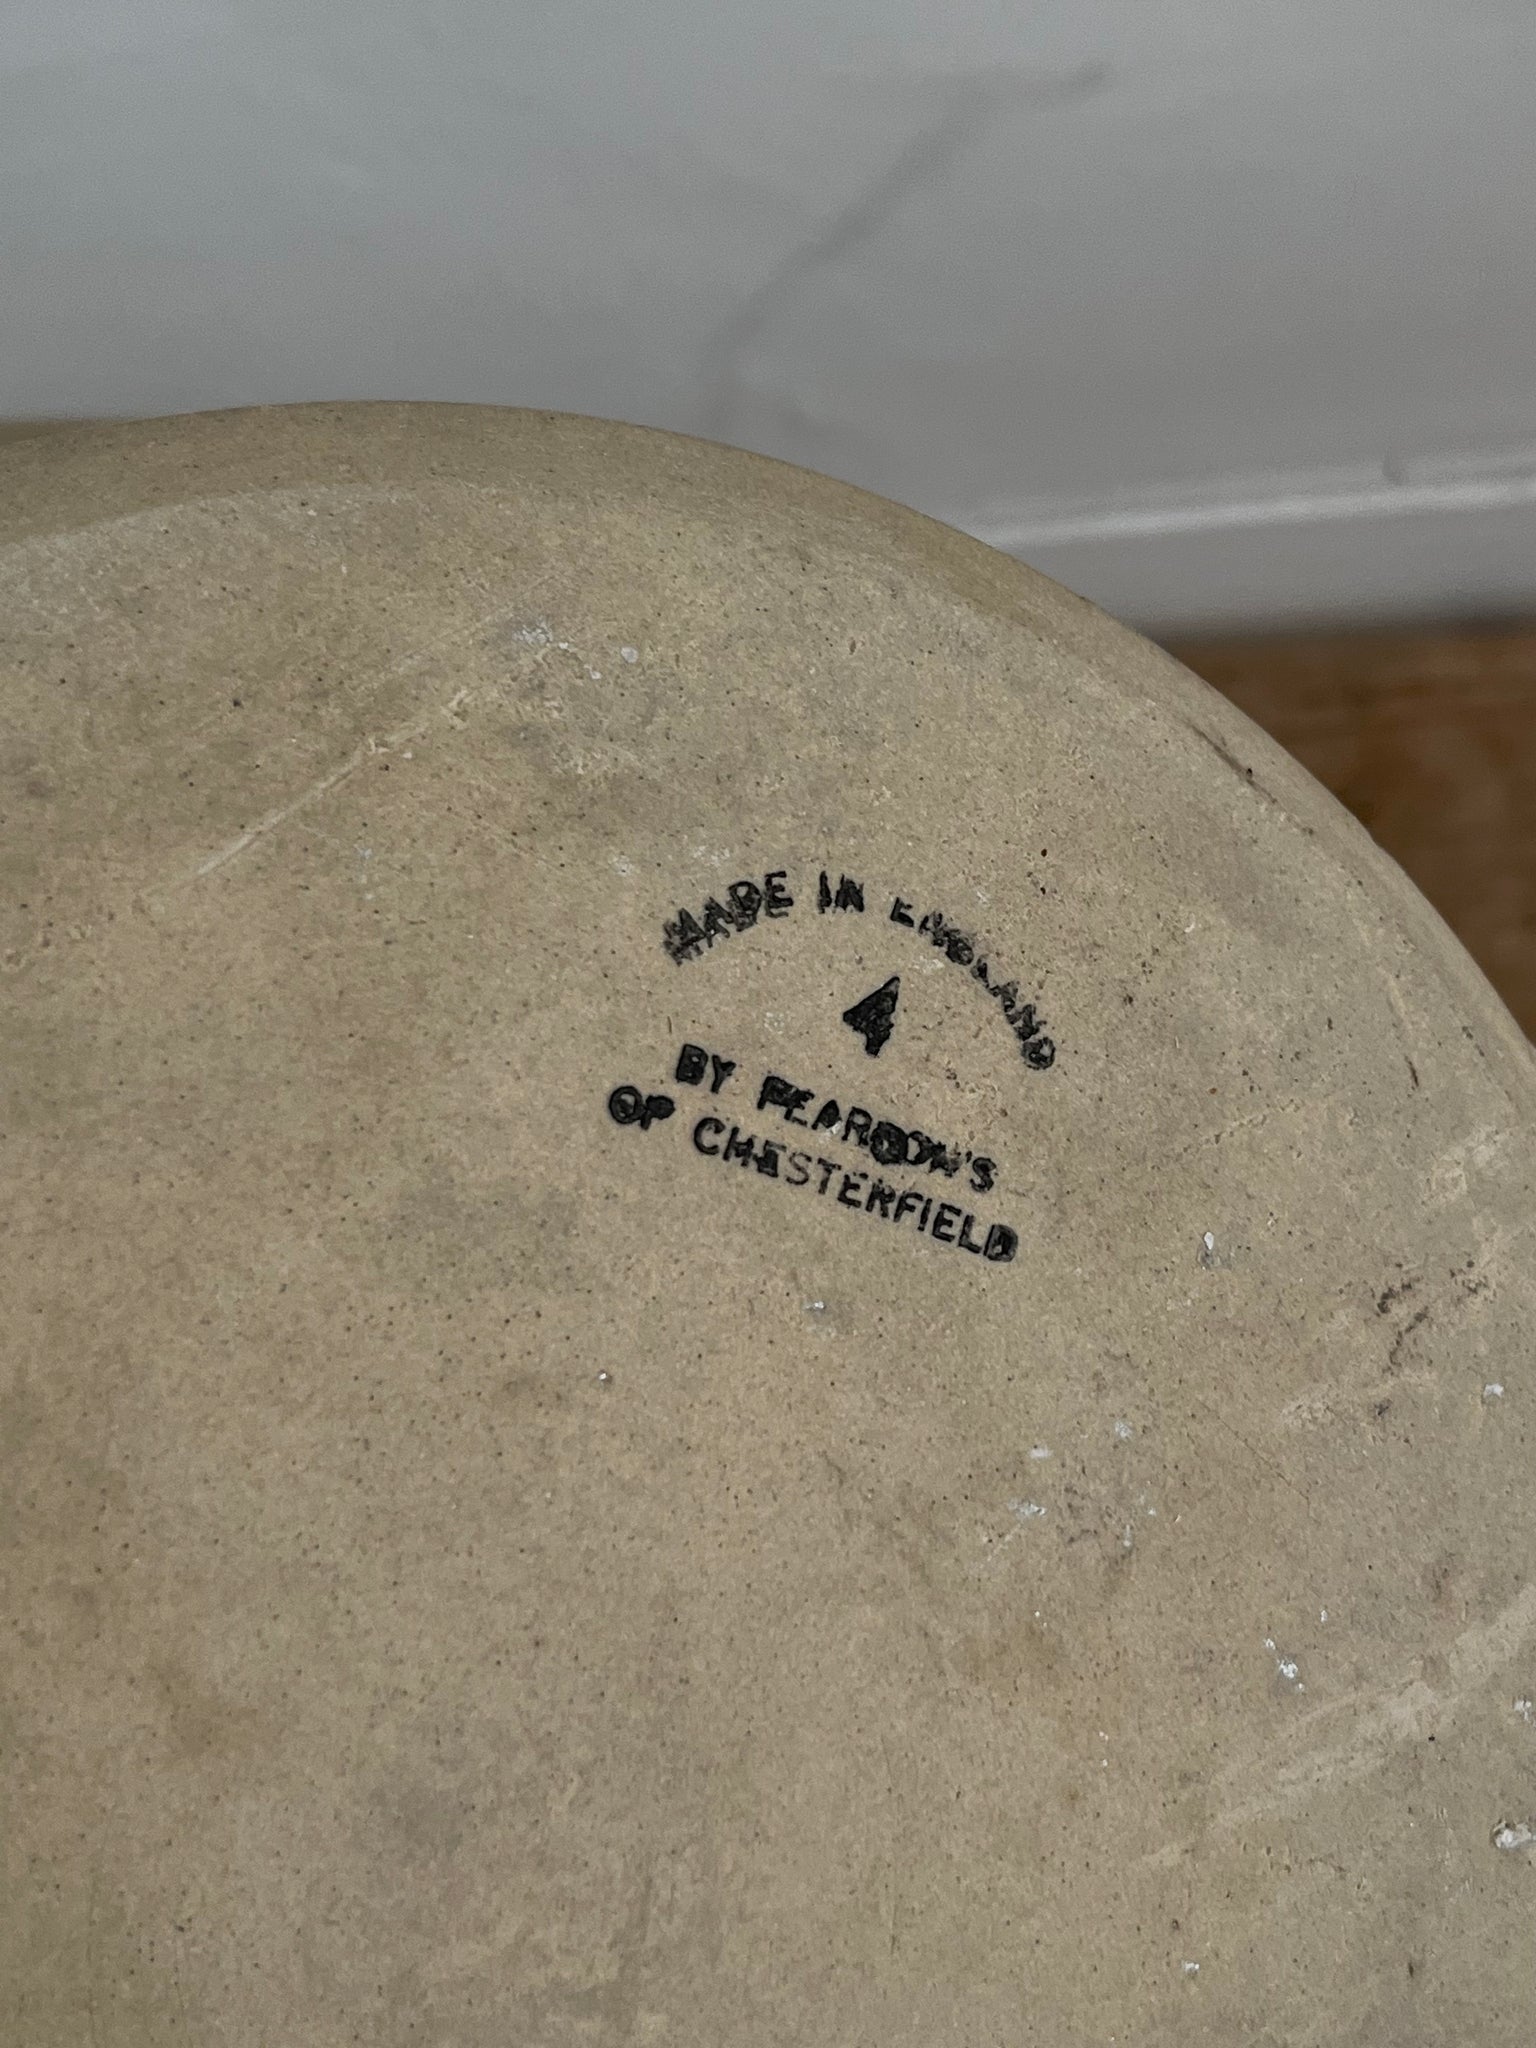 MADE IN ENGLAND
4
BY PEARSON'S
OF CHESTERFIELD